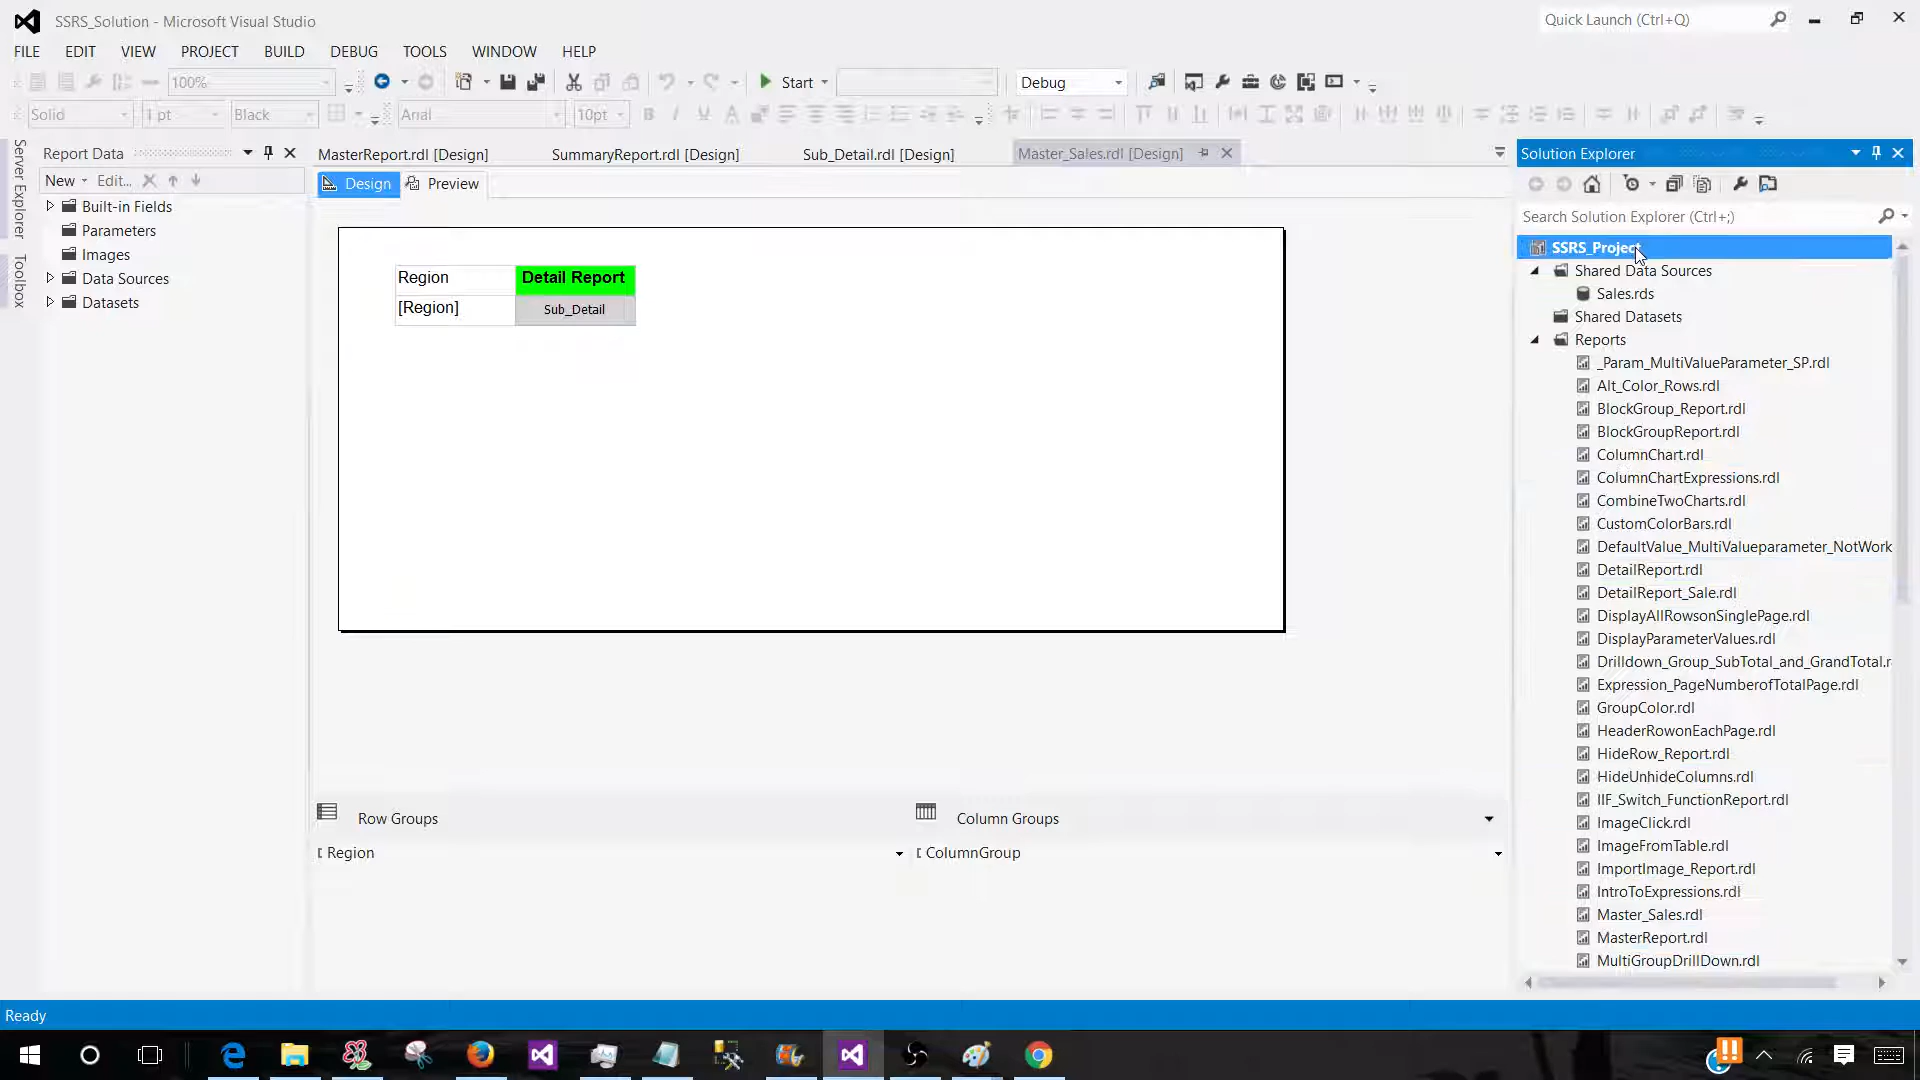 SSRS_Solution - Microsoft Visual Studio
Quick Launch (Ctrl+Q)
FILE EDIT VIEW PROJECT BUILD DEBUG TOOLS WINDOW HELP
100% Start Debug
Solid 1 pt Black Arial 10pt B I U A
Server Explorer
Toolbox
Report Data
New Edit...
Built-in Fields
Parameters
Images
Data Sources
Datasets
MasterReport.rdl [Design] SummaryReport.rdl [Design] Sub_Detail.rdl [Design] Master_Sales.rdl [Design]
Design Preview
Region Detail Report
[Region] Sub_Detail
Row Groups
Column Groups
Region
ColumnGroup
Solution Explorer
Search Solution Explorer (Ctrl+;)
SSRS_Project
Shared Data Sources
Sales.rds
Shared Datasets
Reports
_Param_MultiValueParameter_SP.rdl
Alt_Color_Rows.rdl
BlockGroup_Report.rdl
BlockGroupReport.rdl
ColumnChart.rdl
ColumnChartExpressions.rdl
CombineTwoCharts.rdl
CustomColorBars.rdl
DefaultValue_MultiValueparameter_NotWork
DetailReport.rdl
DetailReport_Sale.rdl
DisplayAllRowsonSinglePage.rdl
DisplayParameterValues.rdl
Drilldown_Group_SubTotal_and_GrandTotal.r
Expression_PageNumberofTotalPage.rdl
GroupColor.rdl
HeaderRowonEachPage.rdl
HideRow_Report.rdl
HideUnhideColumns.rdl
IIF_Switch_FunctionReport.rdl
ImageClick.rdl
ImageFromTable.rdl
ImportImage_Report.rdl
IntroToExpressions.rdl
Master_Sales.rdl
MasterReport.rdl
MultiGroupDrillDown.rdl
Ready